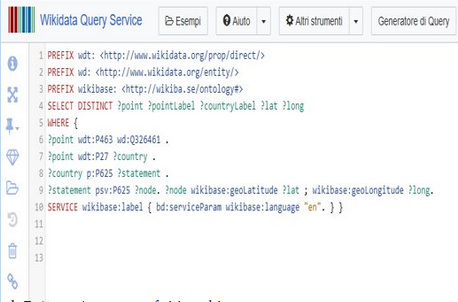 Wikidata Query Service
Esempi
Aiuto
Altri strumenti
Generatore di Query
1 PREFIX wdt: <http://www.wikidata.org/prop/direct/>
2 PREFIX wd: <http://www.wikidata.org/entity/>
3 PREFIX wikibase: <http://wikiba.se/ontology#>
4 SELECT DISTINCT ?point ?pointLabel ?countryLabel ?lat ?long
5 WHERE {
6 ?point wdt:P463 wd:Q326461 .
7 ?point wdt:P27 ?country .
8 ?country p:P625 ?statement .
9 ?statement psv:P625 ?node. ?node wikibase:geoLatitude ?lat ; wikibase:geoLongitude ?long.
10 SERVICE wikibase:label { bd:serviceParam wikibase:language "en". } }
11
12
13